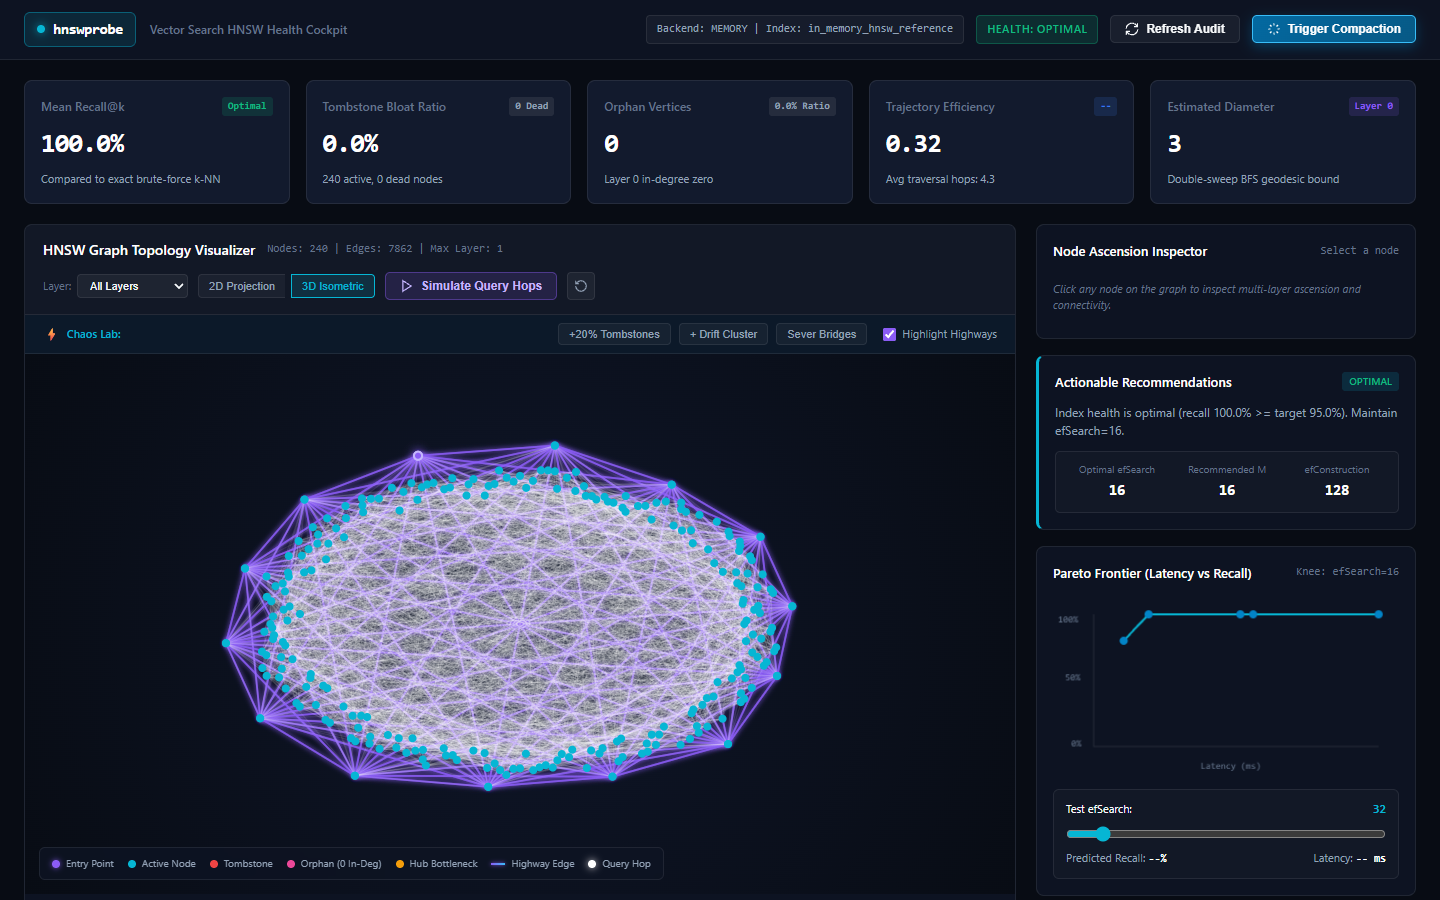 hnswprobe
Vector Search HNSW Health Cockpit
Backend: MEMORY | Index: in_memory_hnsw_reference
HEALTH: OPTIMAL
Refresh Audit
Trigger Compaction
Mean Recall@k
Optimal
100.0%
Compared to exact brute-force k-NN
Tombstone Bloat Ratio
0 Dead
0.0%
240 active, 0 dead nodes
Orphan Vertices
0.0% Ratio
0
Layer 0 in-degree zero
Trajectory Efficiency
--
0.32
Avg traversal hops: 4.3
Estimated Diameter
Layer 0
3
Double-sweep BFS geodesic bound
HNSW Graph Topology Visualizer
Nodes: 240 | Edges: 7862 | Max Layer: 1
Layer:
All Layers
2D Projection
3D Isometric
Simulate Query Hops
Chaos Lab:
+20% Tombstones
+ Drift Cluster
Sever Bridges
Highlight Highways
Entry Point
Active Node
Tombstone
Orphan (0 In-Deg)
Hub Bottleneck
Highway Edge
Query Hop
Node Ascension Inspector
Select a node
Click any node on the graph to inspect multi-layer ascension and
connectivity.
Actionable Recommendations
OPTIMAL
Index health is optimal (recall 100.0% >= target 95.0%). Maintain
efSearch=16.
Optimal efSearch
16
Recommended M
16
efConstruction
128
Pareto Frontier (Latency vs Recall)
Knee: efSearch=16
100%
50%
0%
Latency (ms)
Test efSearch:
32
Predicted Recall: --%
Latency: -- ms